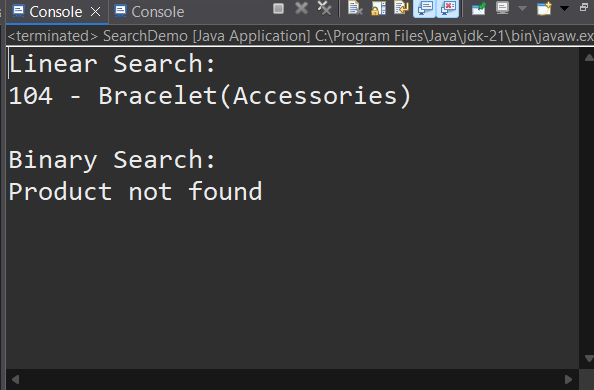 Console Console
<terminated> SearchDemo [Java Application] C:\Program Files\Java\jdk-21\bin\javaw.ex
Linear Search:
104 - Bracelet(Accessories)
Binary Search:
Product not found